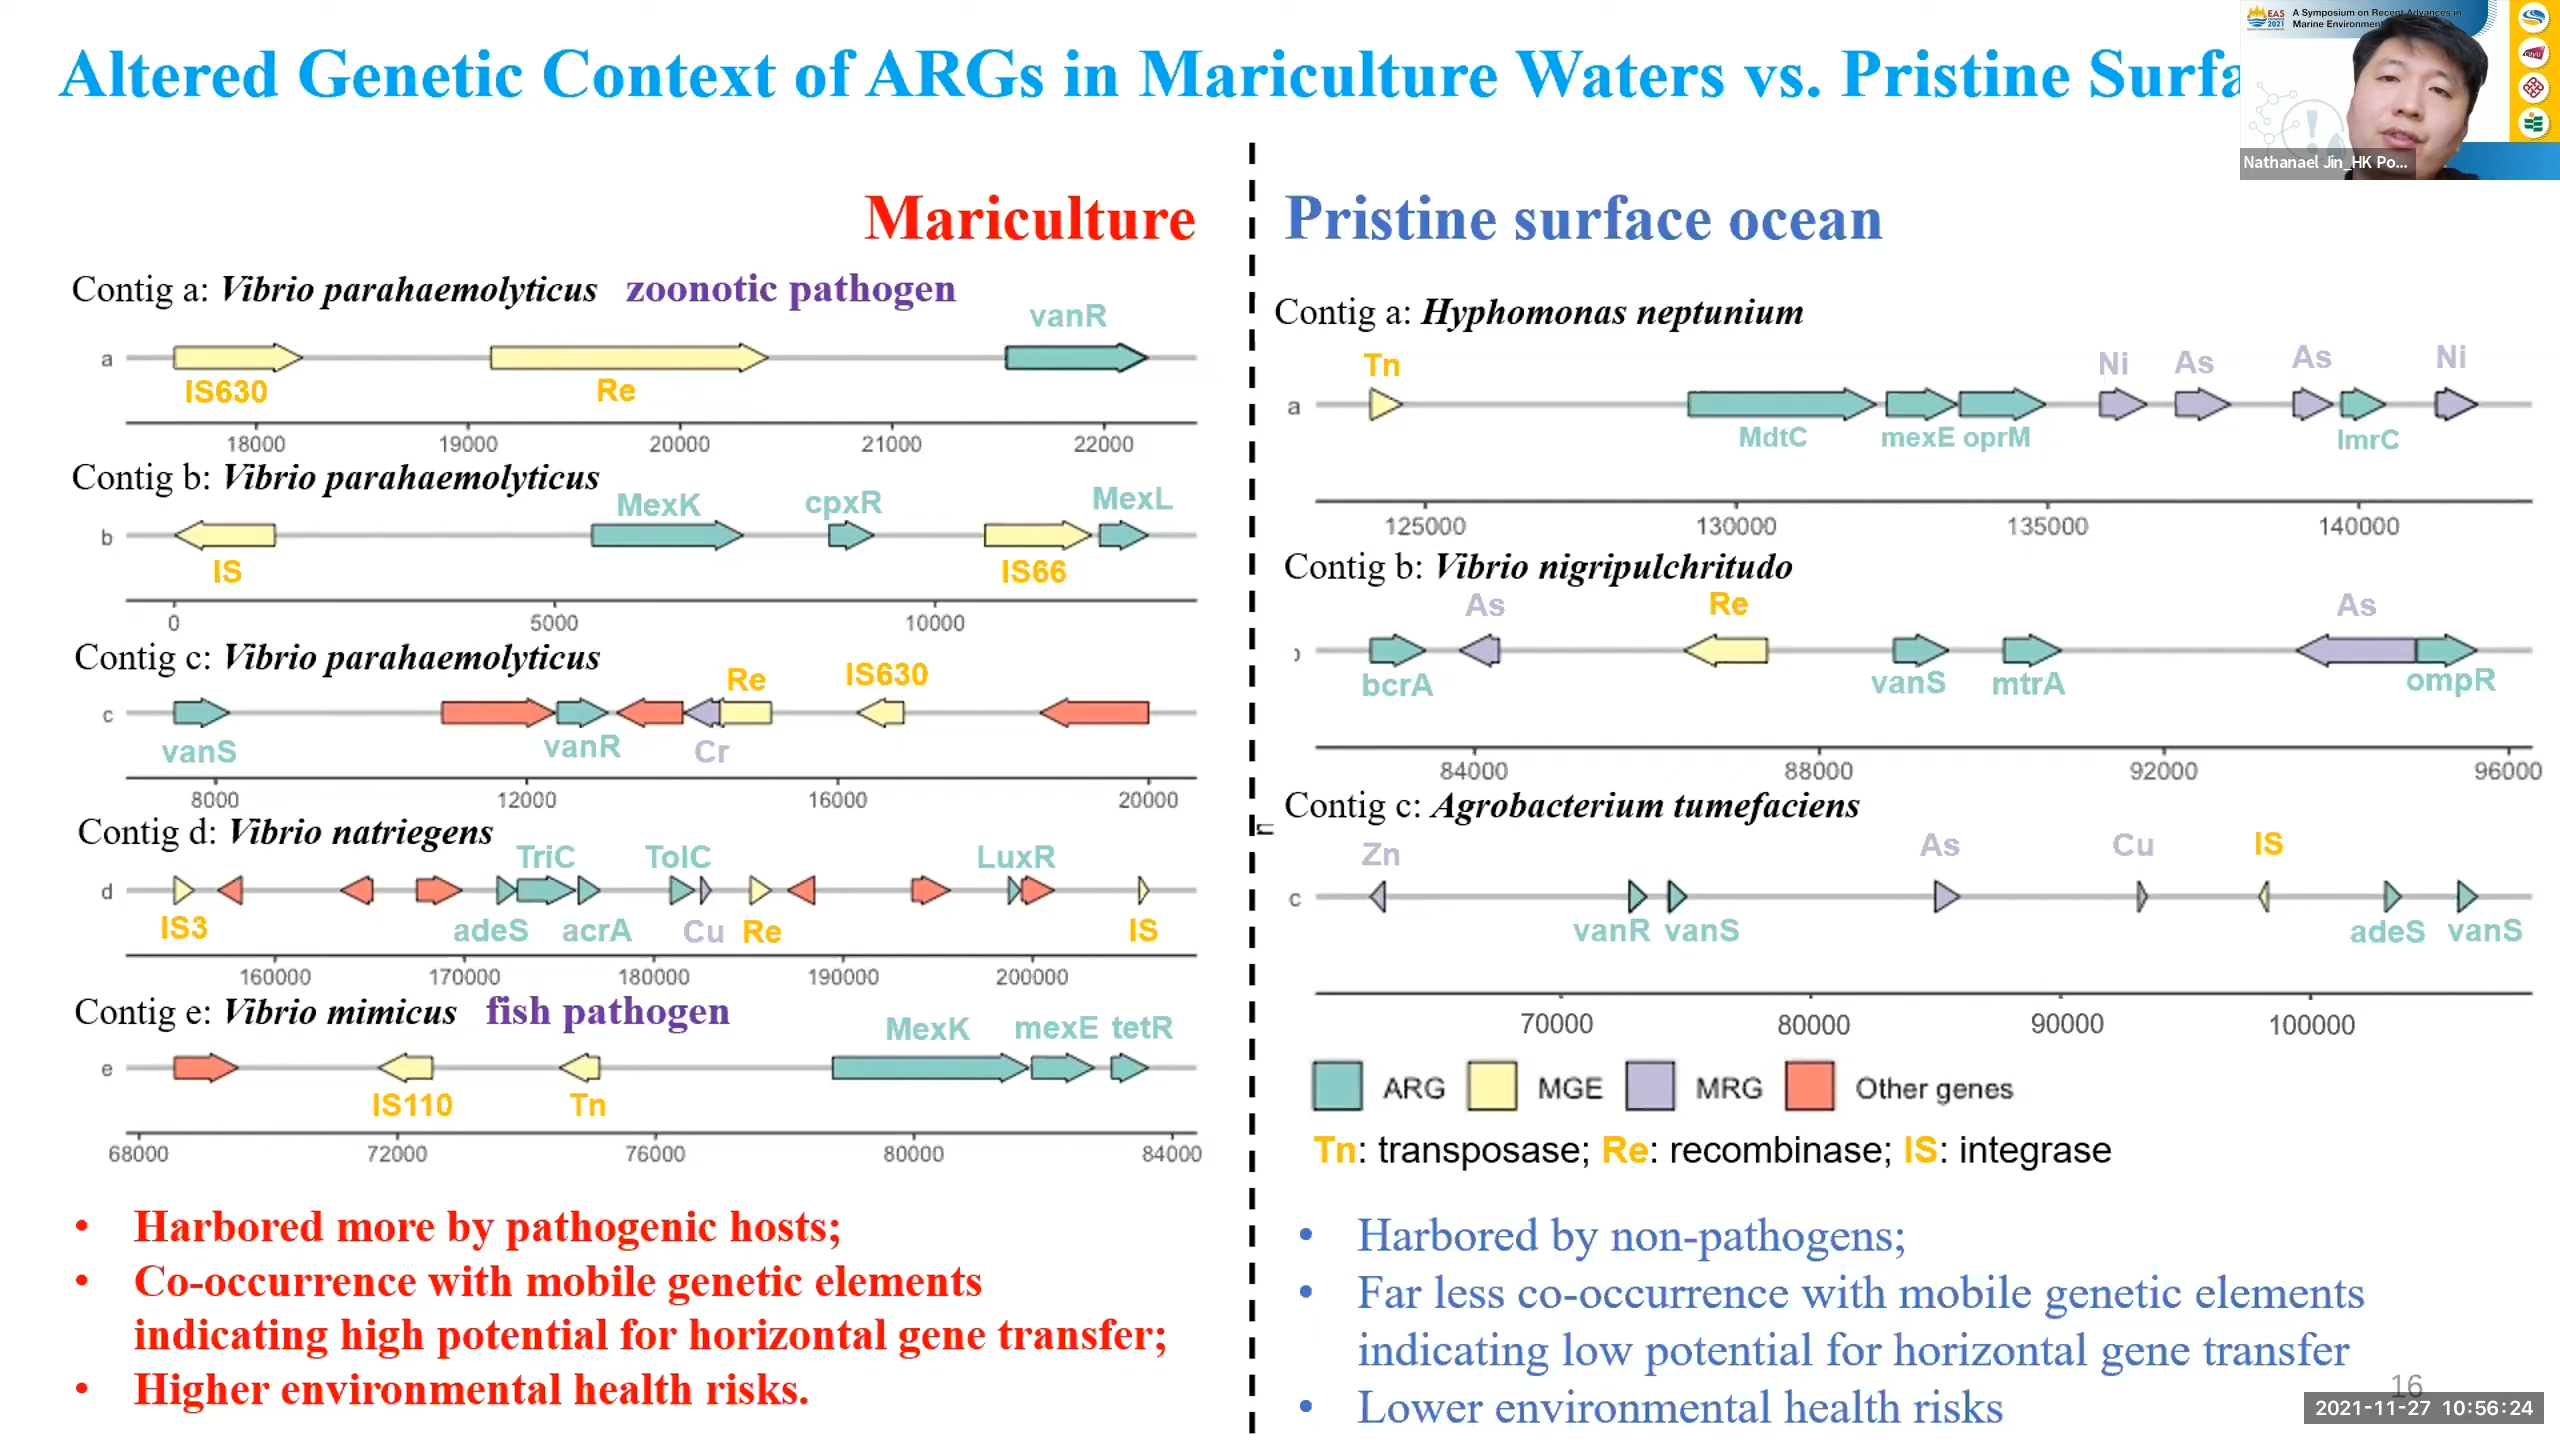 Altered Genetic Context of ARGs in Mariculture Waters vs. Pristine
EAS
2021
A Symposium on Recent Advances in
Marine
Nathanael Jin_HK Po...
Mariculture
Contig a: Vibrio parahaemolyticus zoonotic pathogen
vanR
a
IS630 Re
18000 19000 20000 21000 22000
Contig b: Vibrio parahaemolyticus
MexK cpxR MexL
b
IS IS66
0 5000 10000
Contig c: Vibrio parahaemolyticus
Re IS630
c
vanS vanR Cr
8000 12000 16000 20000
Contig d: Vibrio natriegens
TriC TolC LuxR
d
IS3 adeS acrA Cu Re IS
160000 170000 180000 190000 200000
Contig e: Vibrio mimicus fish pathogen
MexK mexE tetR
e
IS110 Tn
68000 72000 76000 80000 84000
• Harbored more by pathogenic hosts;
• Co-occurrence with mobile genetic elements
indicating high potential for horizontal gene transfer;
• Higher environmental health risks.
Pristine surface ocean
Contig a: Hyphomonas neptunium
Tn Ni As As Ni
a
MdtC mexE oprM lmrC
125000 130000 135000 140000
Contig b: Vibrio nigripulchritudo
As Re As
bcrA vanS mtrA ompR
84000 88000 92000 96000
Contig c: Agrobacterium tumefaciens
Zn As Cu IS
c
vanR vanS adeS vanS
70000 80000 90000 100000
ARG MGE MRG Other genes
Tn: transposase; Re: recombinase; IS: integrase
• Harbored by non-pathogens;
• Far less co-occurrence with mobile genetic elements
indicating low potential for horizontal gene transfer
• Lower environmental health risks
16
2021-11-27 10:56:24